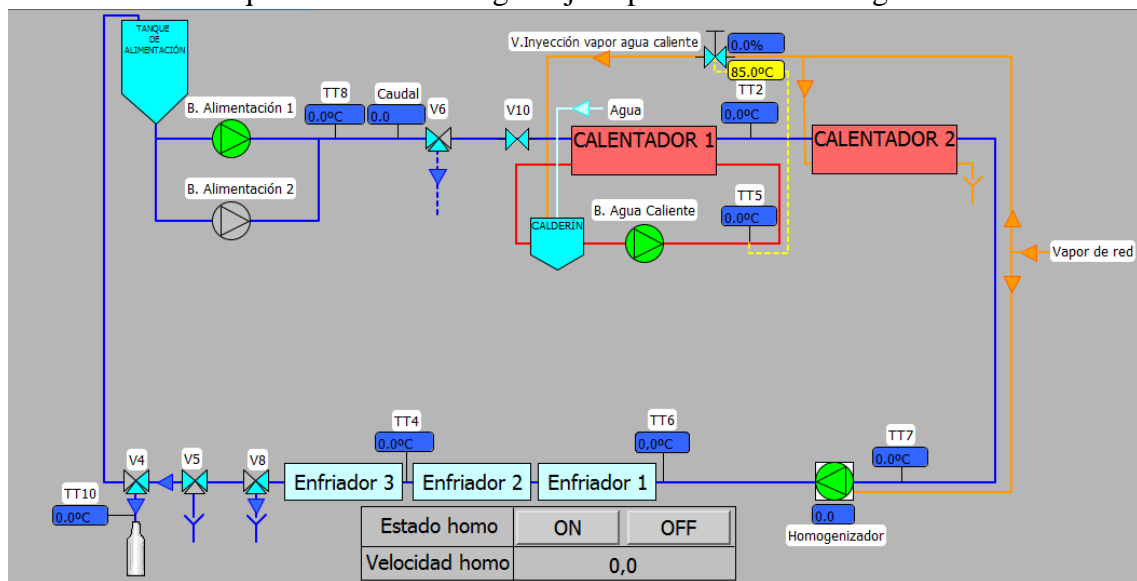 TANQUE
DE
ALIMENTACIÓN
V.Inyección vapor agua caliente
0.0%
85.0ºC
B. Alimentación 1
TT8
0.0ºC
Caudal
0.0
V6
V10
Agua
TT2
0,0ºC
CALENTADOR 1
CALENTADOR 2
B. Alimentación 2
CALDERÍN
B. Agua Caliente
TT5
0.0ºC
Vapor de red
V4
V5
V8
TT4
0.0ºC
TT6
0,0ºC
TT7
0.0ºC
TT10
0.0ºC
Enfriador 3
Enfriador 2
Enfriador 1
0.0
Homogenizador
Estado homo
ON
OFF
Velocidad homo
0,0